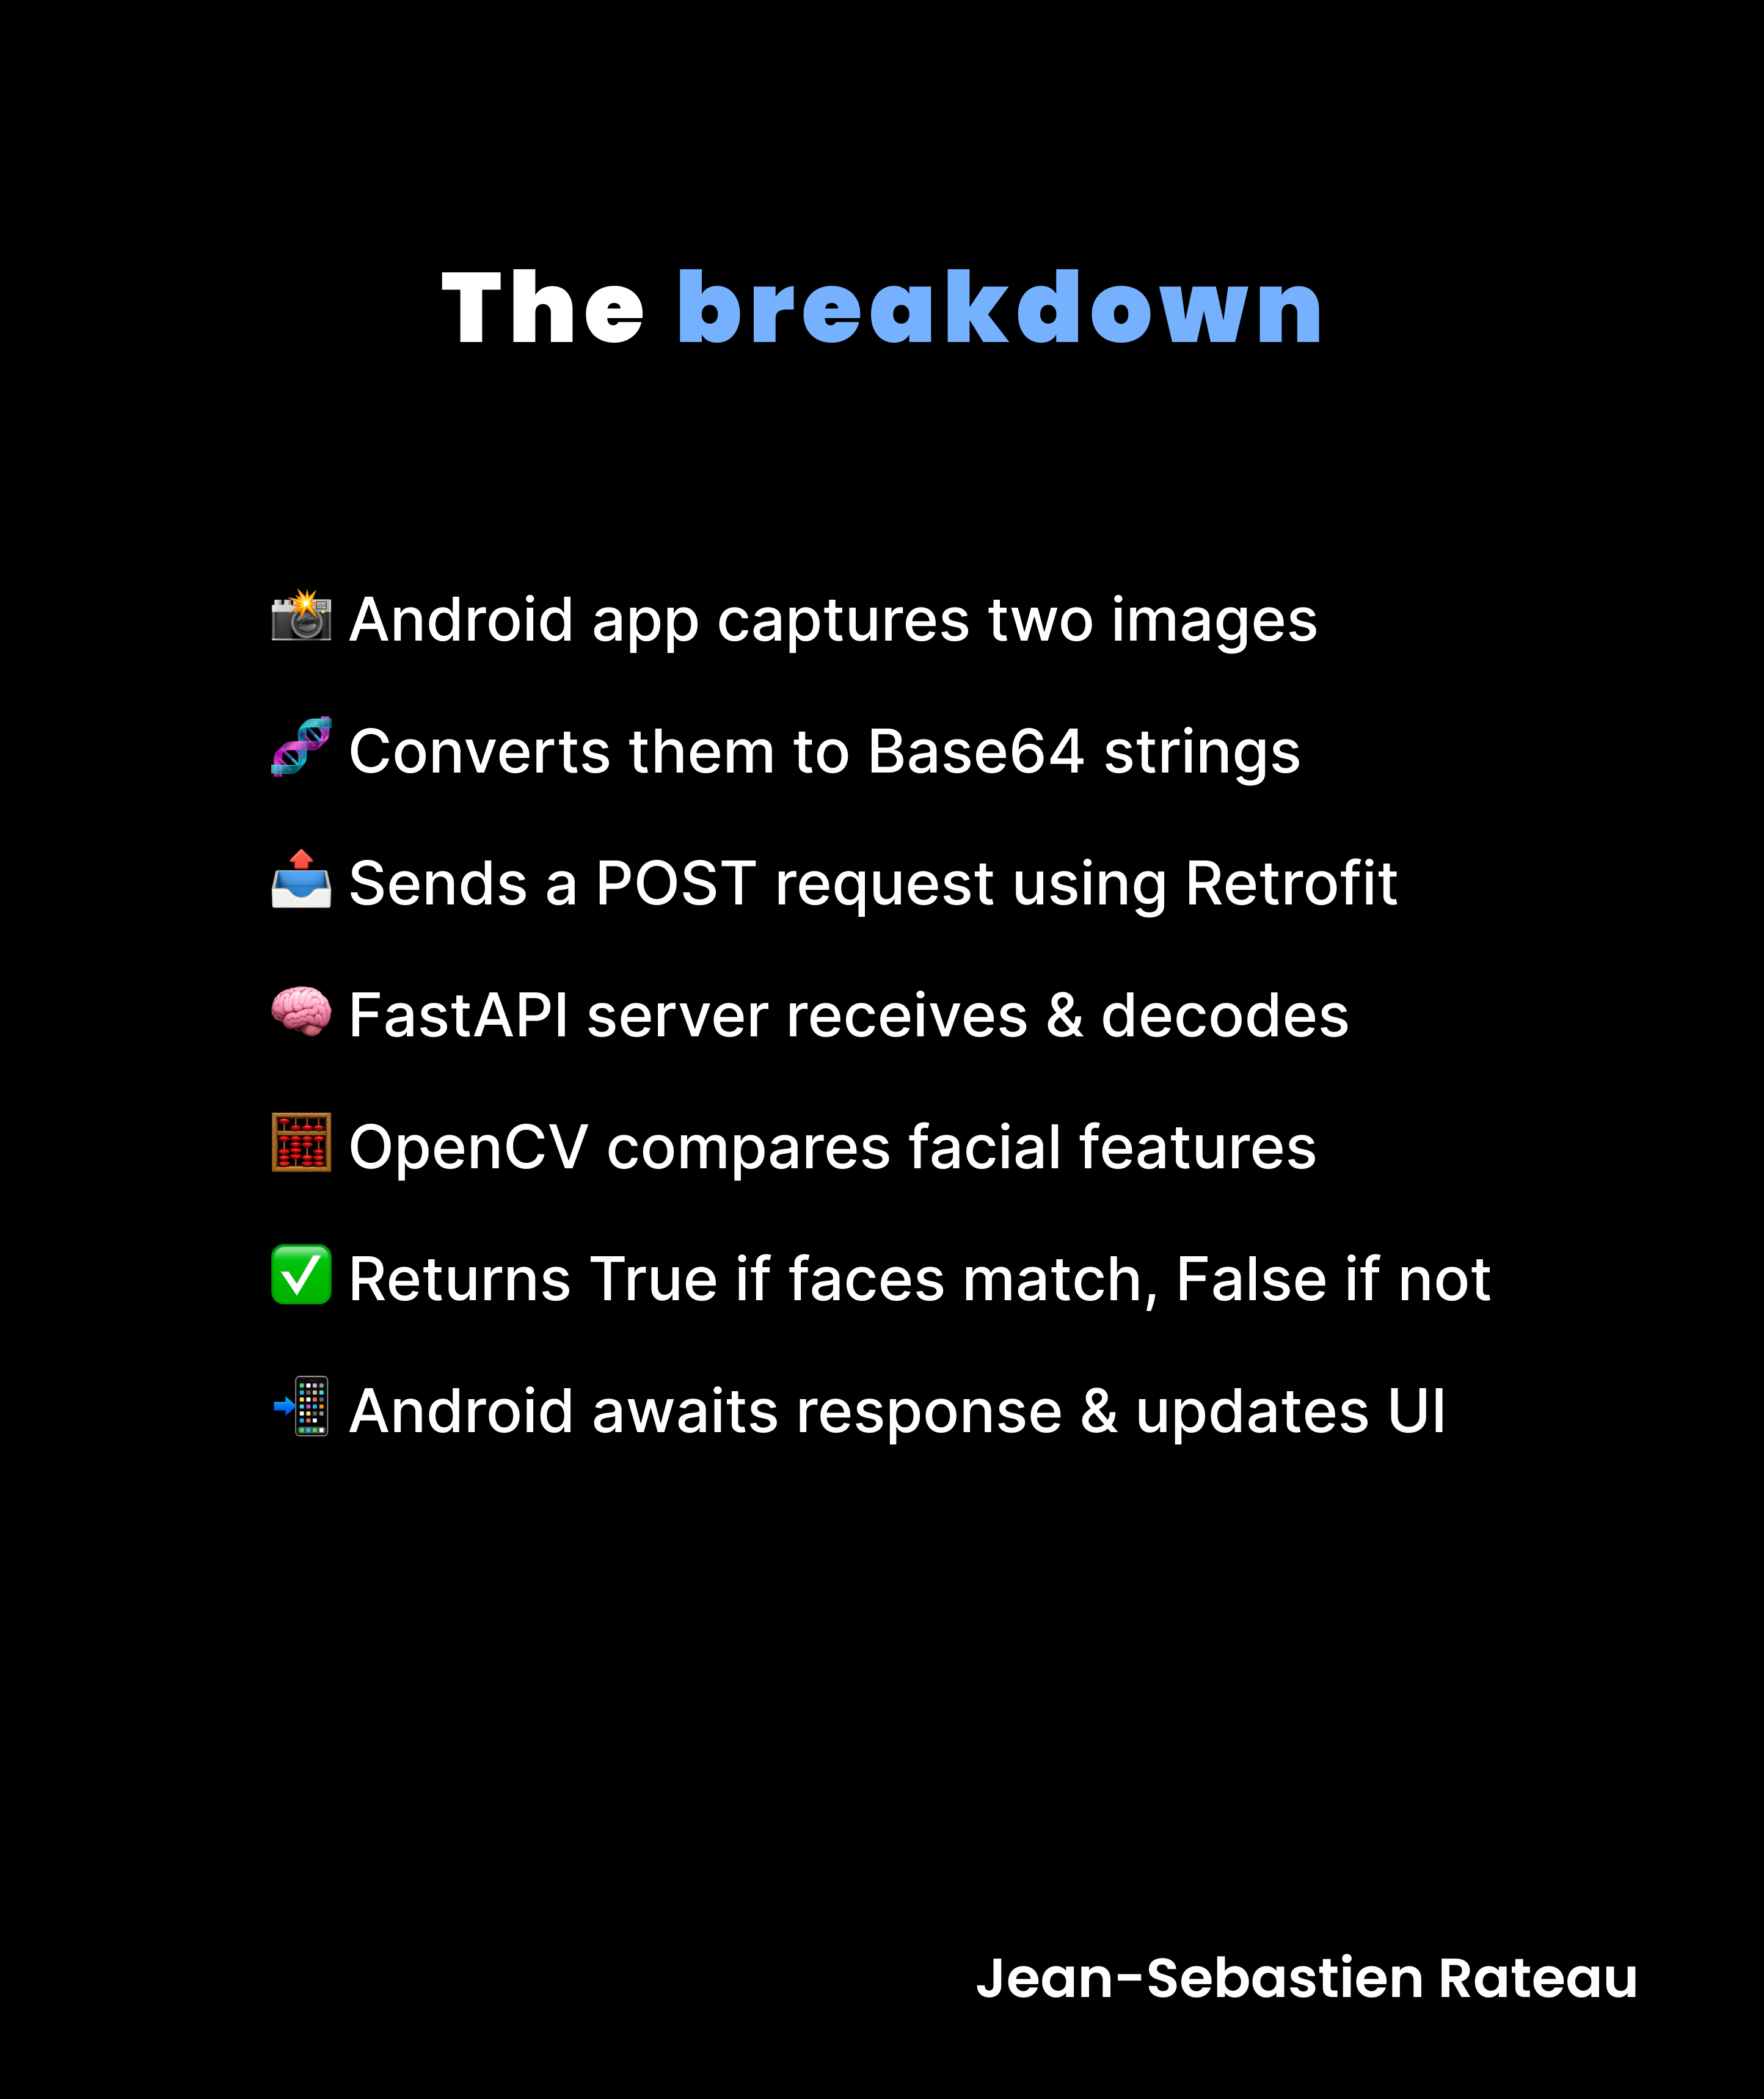 The breakdown
📸 Android app captures two images
🧬 Converts them to Base64 strings
📤 Sends a POST request using Retrofit
🧠 FastAPI server receives & decodes
🧮 OpenCV compares facial features
✅ Returns True if faces match, False if not
📲 Android awaits response & updates UI
Jean-Sebastien Rateau